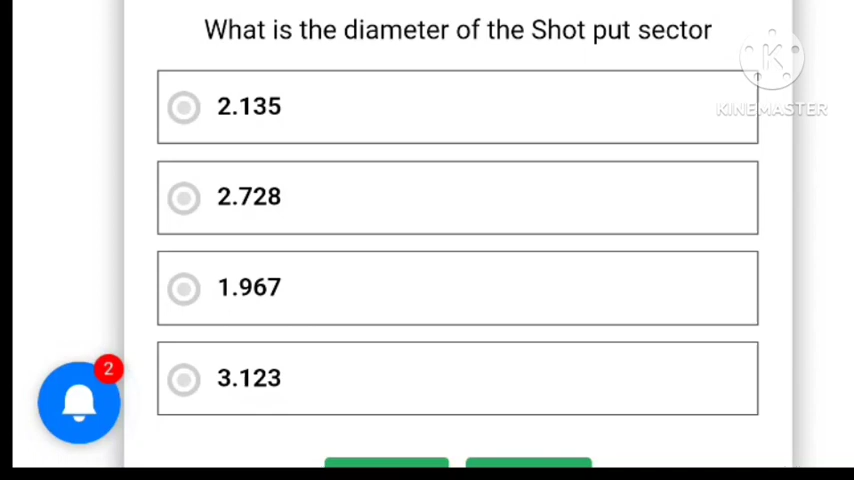 What is the diameter of the Shot put sector
K
KINEMASTER
2.135
2.728
1.967
3.123
2